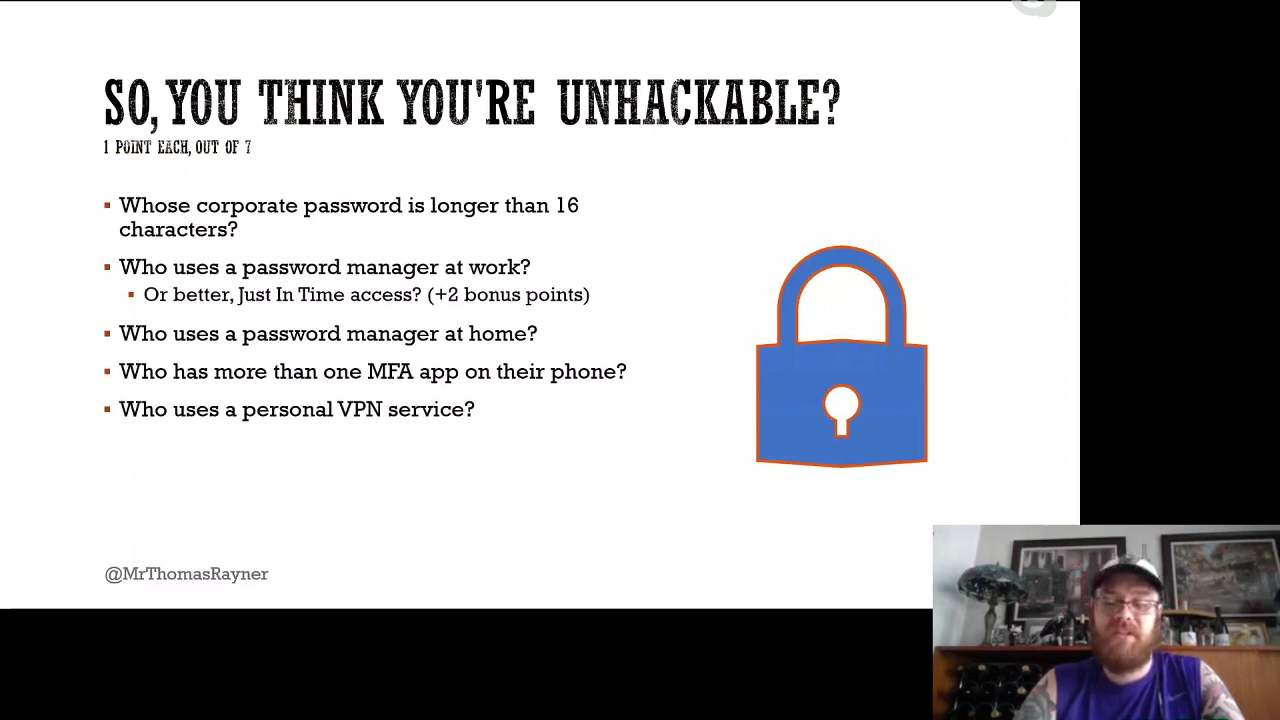 SO, YOU THINK YOU'RE UNHACKABLE?
1 POINT EACH, OUT OF 7
▪ Whose corporate password is longer than 16
characters?
▪ Who uses a password manager at work?
▪ Or better, Just In Time access? (+2 bonus points)
▪ Who uses a password manager at home?
▪ Who has more than one MFA app on their phone?
▪ Who uses a personal VPN service?
@MrThomasRayner